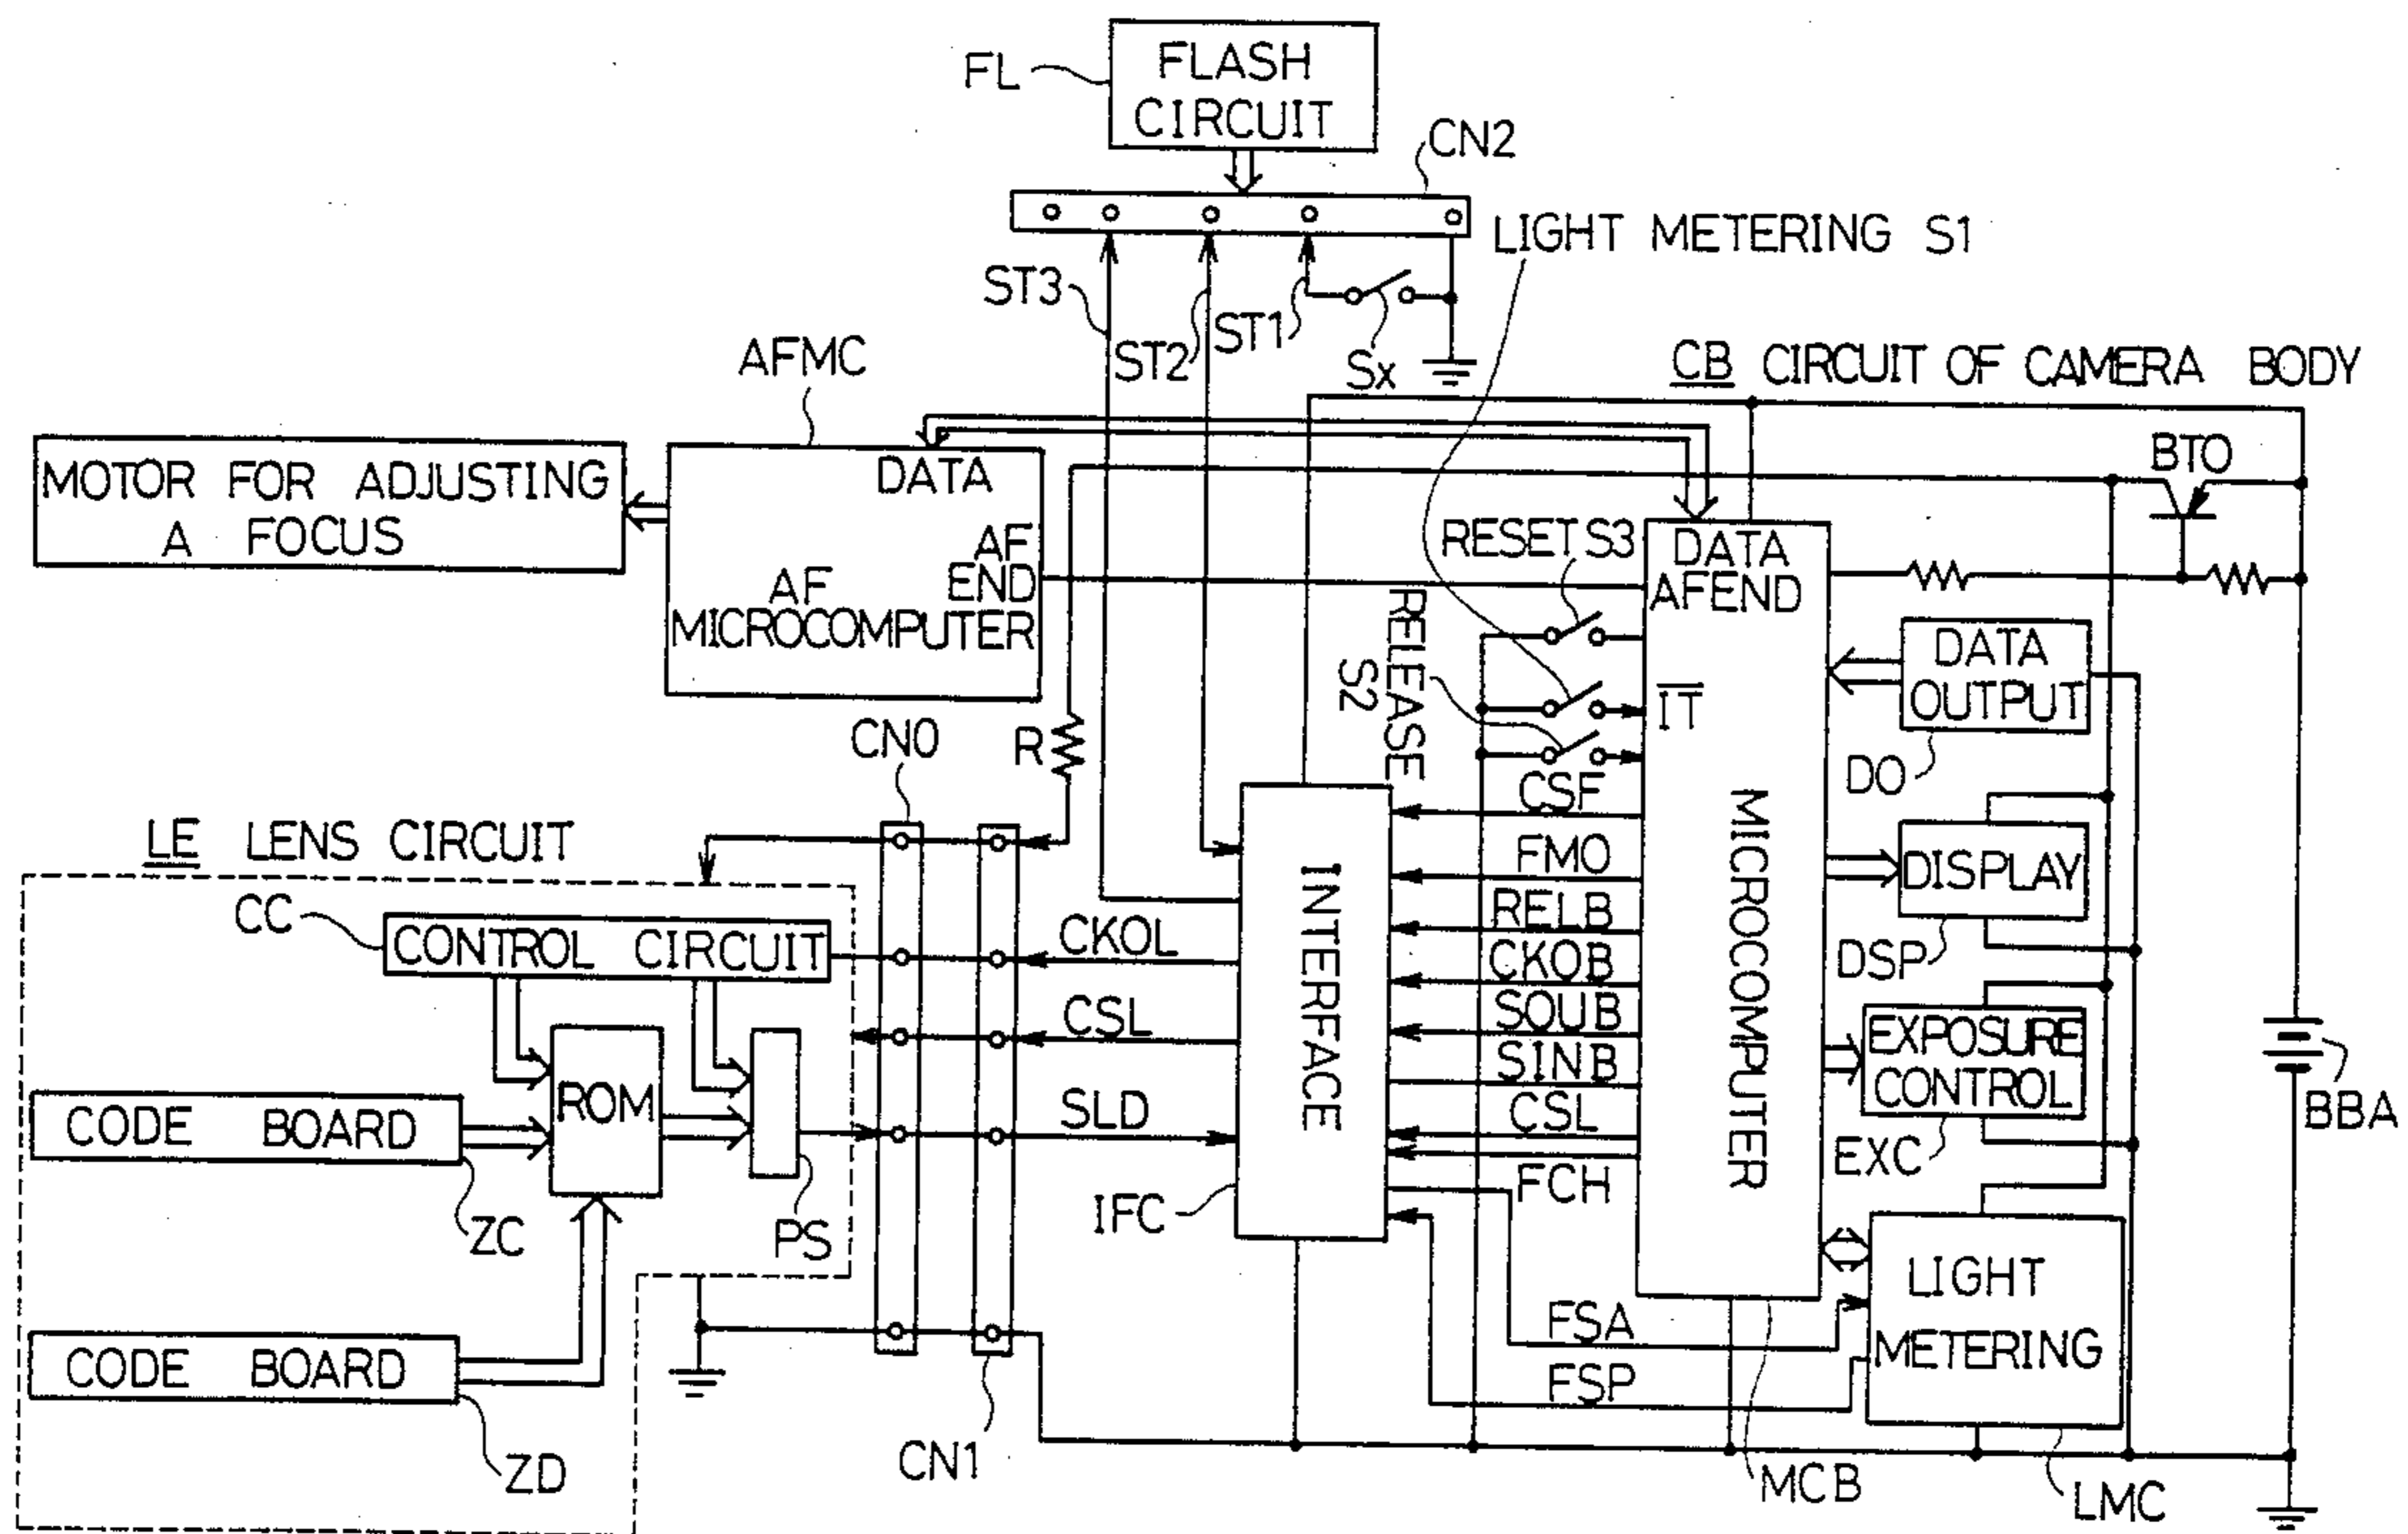 FL
FLASH
CIRCUIT
CN2
LIGHT METERING S1
ST3
ST2
ST1
Sx
AFMC
CB CIRCUIT OF CAMERA BODY
MOTOR FOR ADJUSTING
A FOCUS
DATA
AF
END
AF
MICROCOMPUTER
BTO
RESET S3
DATA
AFEND
RELEASE
S2
IT
DATA
OUTPUT
DO
CN0
R
LE LENS CIRCUIT
CC
CONTROL CIRCUIT
CKOL
CSL
SLD
ROM
CODE BOARD
ZC
PS
CODE BOARD
ZD
CN1
IFC
INTERFACE
CSF
FMO
RELB
CKOB
SOUB
SINB
CSL
FCH
FSA
FSP
MICROCOMPUTER
MCB
DISPLAY
DSP
EXPOSURE
CONTROL
EXC
LIGHT
METERING
LMC
BBA